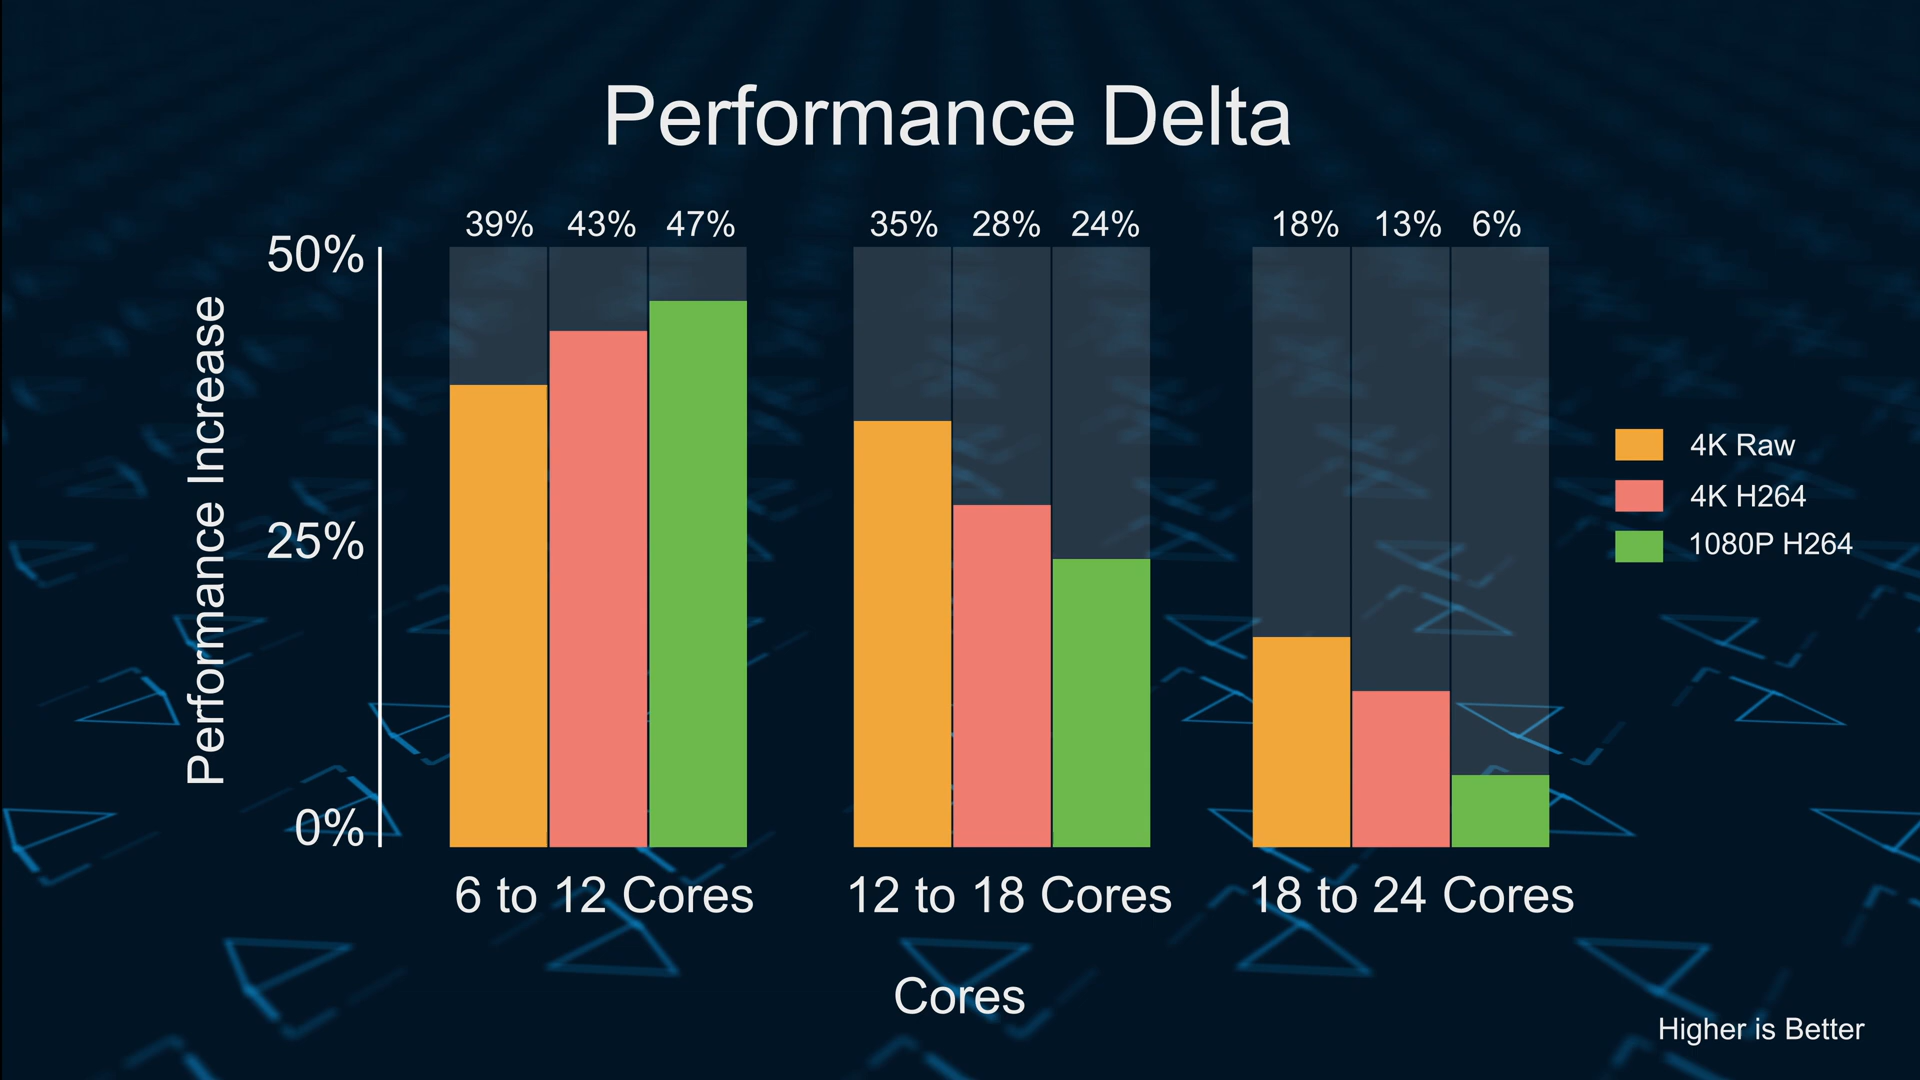 Performance Delta
39% 43% 47% 35% 28% 24% 18% 13% 6%
50%
25%
0%
Performance Increase
4K Raw
4K H264
1080P H264
6 to 12 Cores 12 to 18 Cores 18 to 24 Cores
Cores
Higher is Better